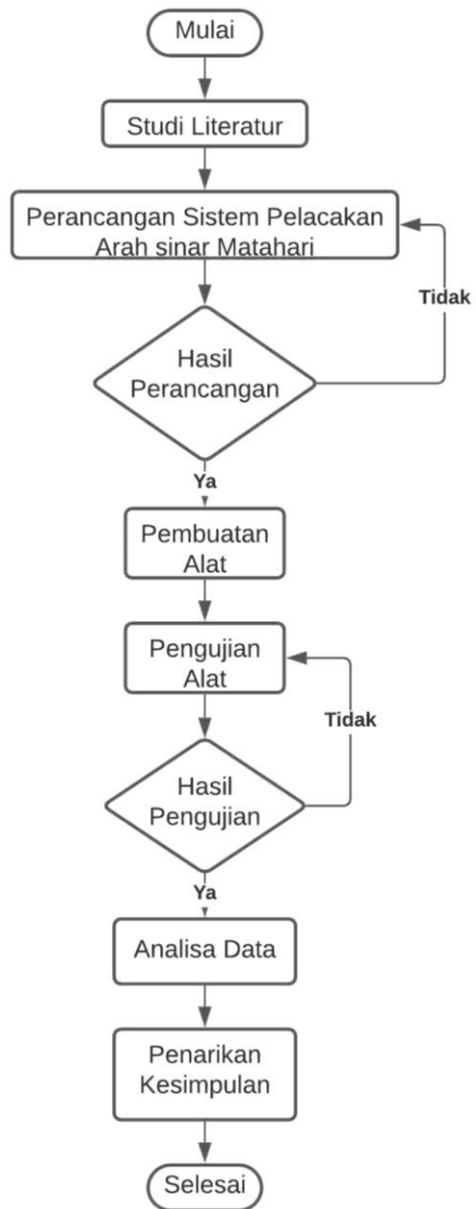 Mulai
Studi Literatur
Perancangan Sistem Pelacakan
Arah sinar Matahari
Tidak
Hasil
Perancangan
Ya
Pembuatan
Alat
Pengujian
Alat
Tidak
Hasil
Pengujian
Ya
Analisa Data
Penarikan
Kesimpulan
Selesai